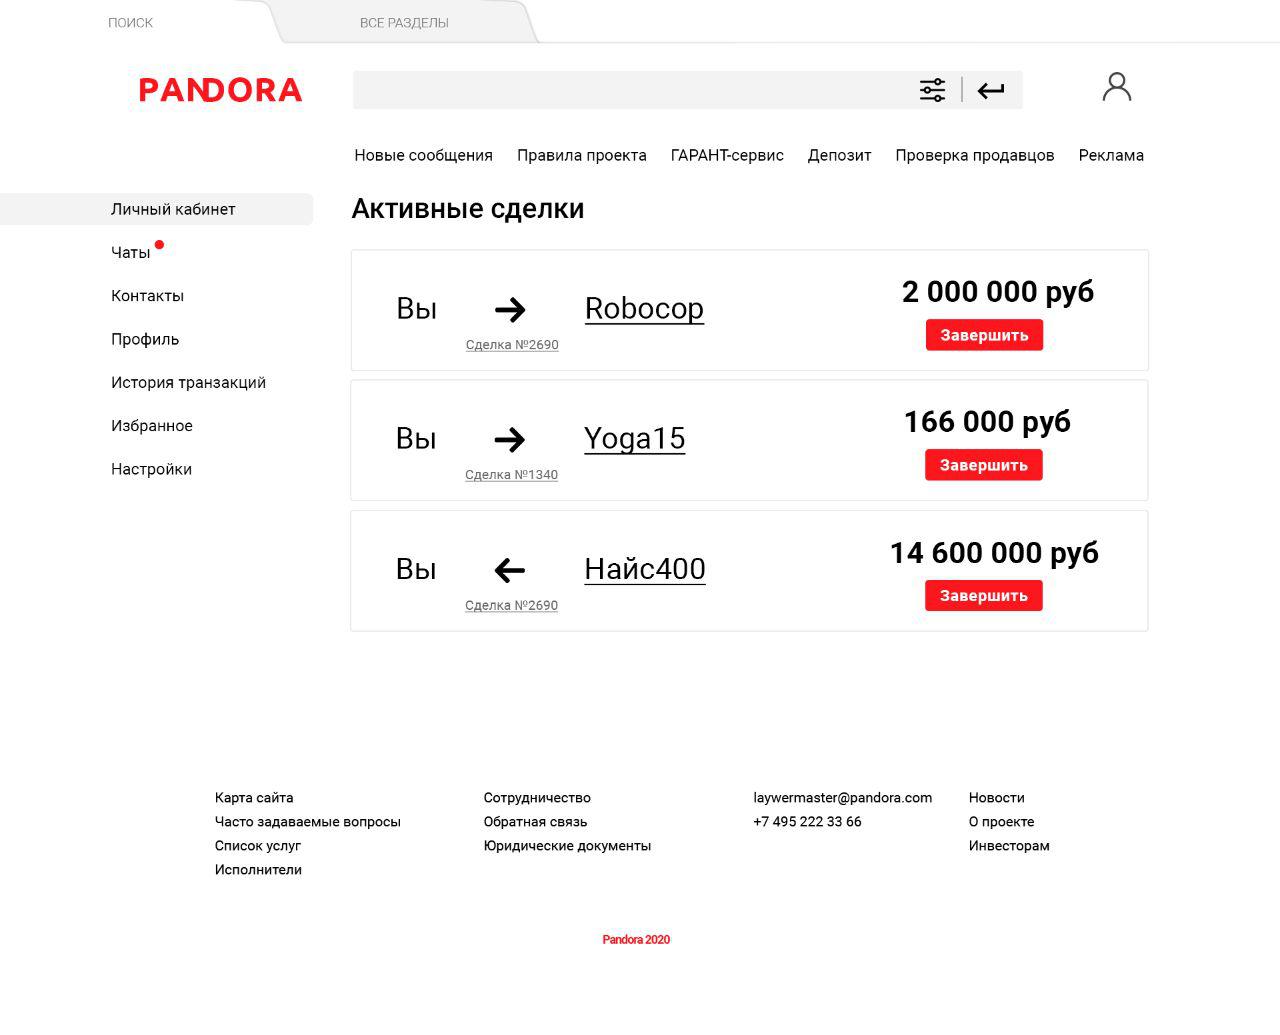 ПОИСК
ВСЕ РАЗДЕЛЫ
PANDORA
Новые сообщения
Правила проекта
ГАРАНТ-сервис
Депозит
Проверка продавцов
Реклама
Личный кабинет
Чаты
Контакты
Профиль
История транзакций
Избранное
Настройки
Активные сделки
Вы
Robocop
Сделка №2690
2 000 000 руб
Завершить
Вы
Yoga15
Сделка №1340
166 000 руб
Завершить
Вы
Найс400
Сделка №2690
14 600 000 руб
Завершить
Карта сайта
Часто задаваемые вопросы
Список услуг
Исполнители
Сотрудничество
Обратная связь
Юридические документы
laywermaster@pandora.com
+7 495 222 33 66
Новости
О проекте
Инвесторам
Pandora 2020